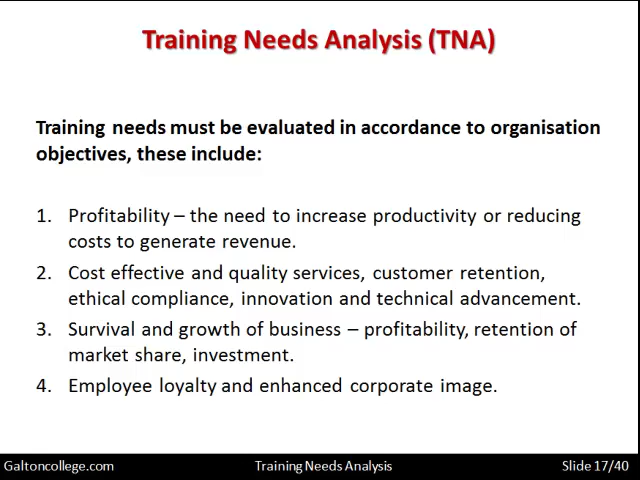 Training Needs Analysis (TNA)
Training needs must be evaluated in accordance to organisation
objectives, these include:
1. Profitability – the need to increase productivity or reducing
costs to generate revenue.
2. Cost effective and quality services, customer retention,
ethical compliance, innovation and technical advancement.
3. Survival and growth of business – profitability, retention of
market share, investment.
4. Employee loyalty and enhanced corporate image.
Galtoncollege.com Training Needs Analysis Slide 17/40